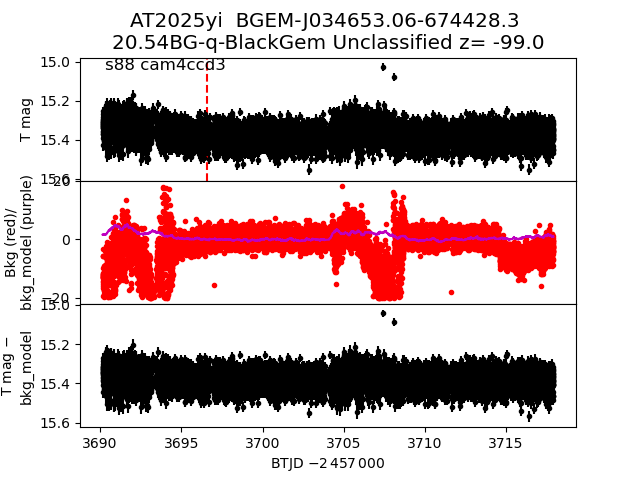 AT2025yi  BGEM-J034653.06-674428.3
20.54BG-q-BlackGem Unclassified z= -99.0
s88 cam4ccd3
T mag
15.0
15.2
15.4
15.6
Bkg (red)/
bkg_model (purple)
20
0
−20
T mag −
bkg_model
15.0
15.2
15.4
15.6
3690 3695 3700 3705 3710 3715
BTJD −2 457 000